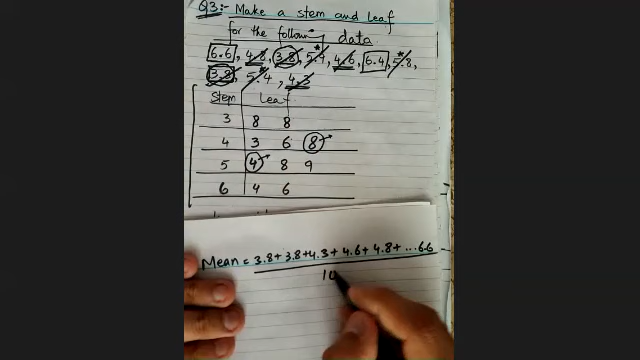 Q3:- Make a stem and leaf
for the followin data
6.6, 4.8, 3.8, 5.4, 4.6, 6.4, 5.8,
3.8, 5.4, 4.3
Stem Leaf
3 8 8
4 3 6 8
5 4 8 9
6 4 6
Mean = 3.8+ 3.8+4.3+ 4.6+ 4.8+ ...6.6
10